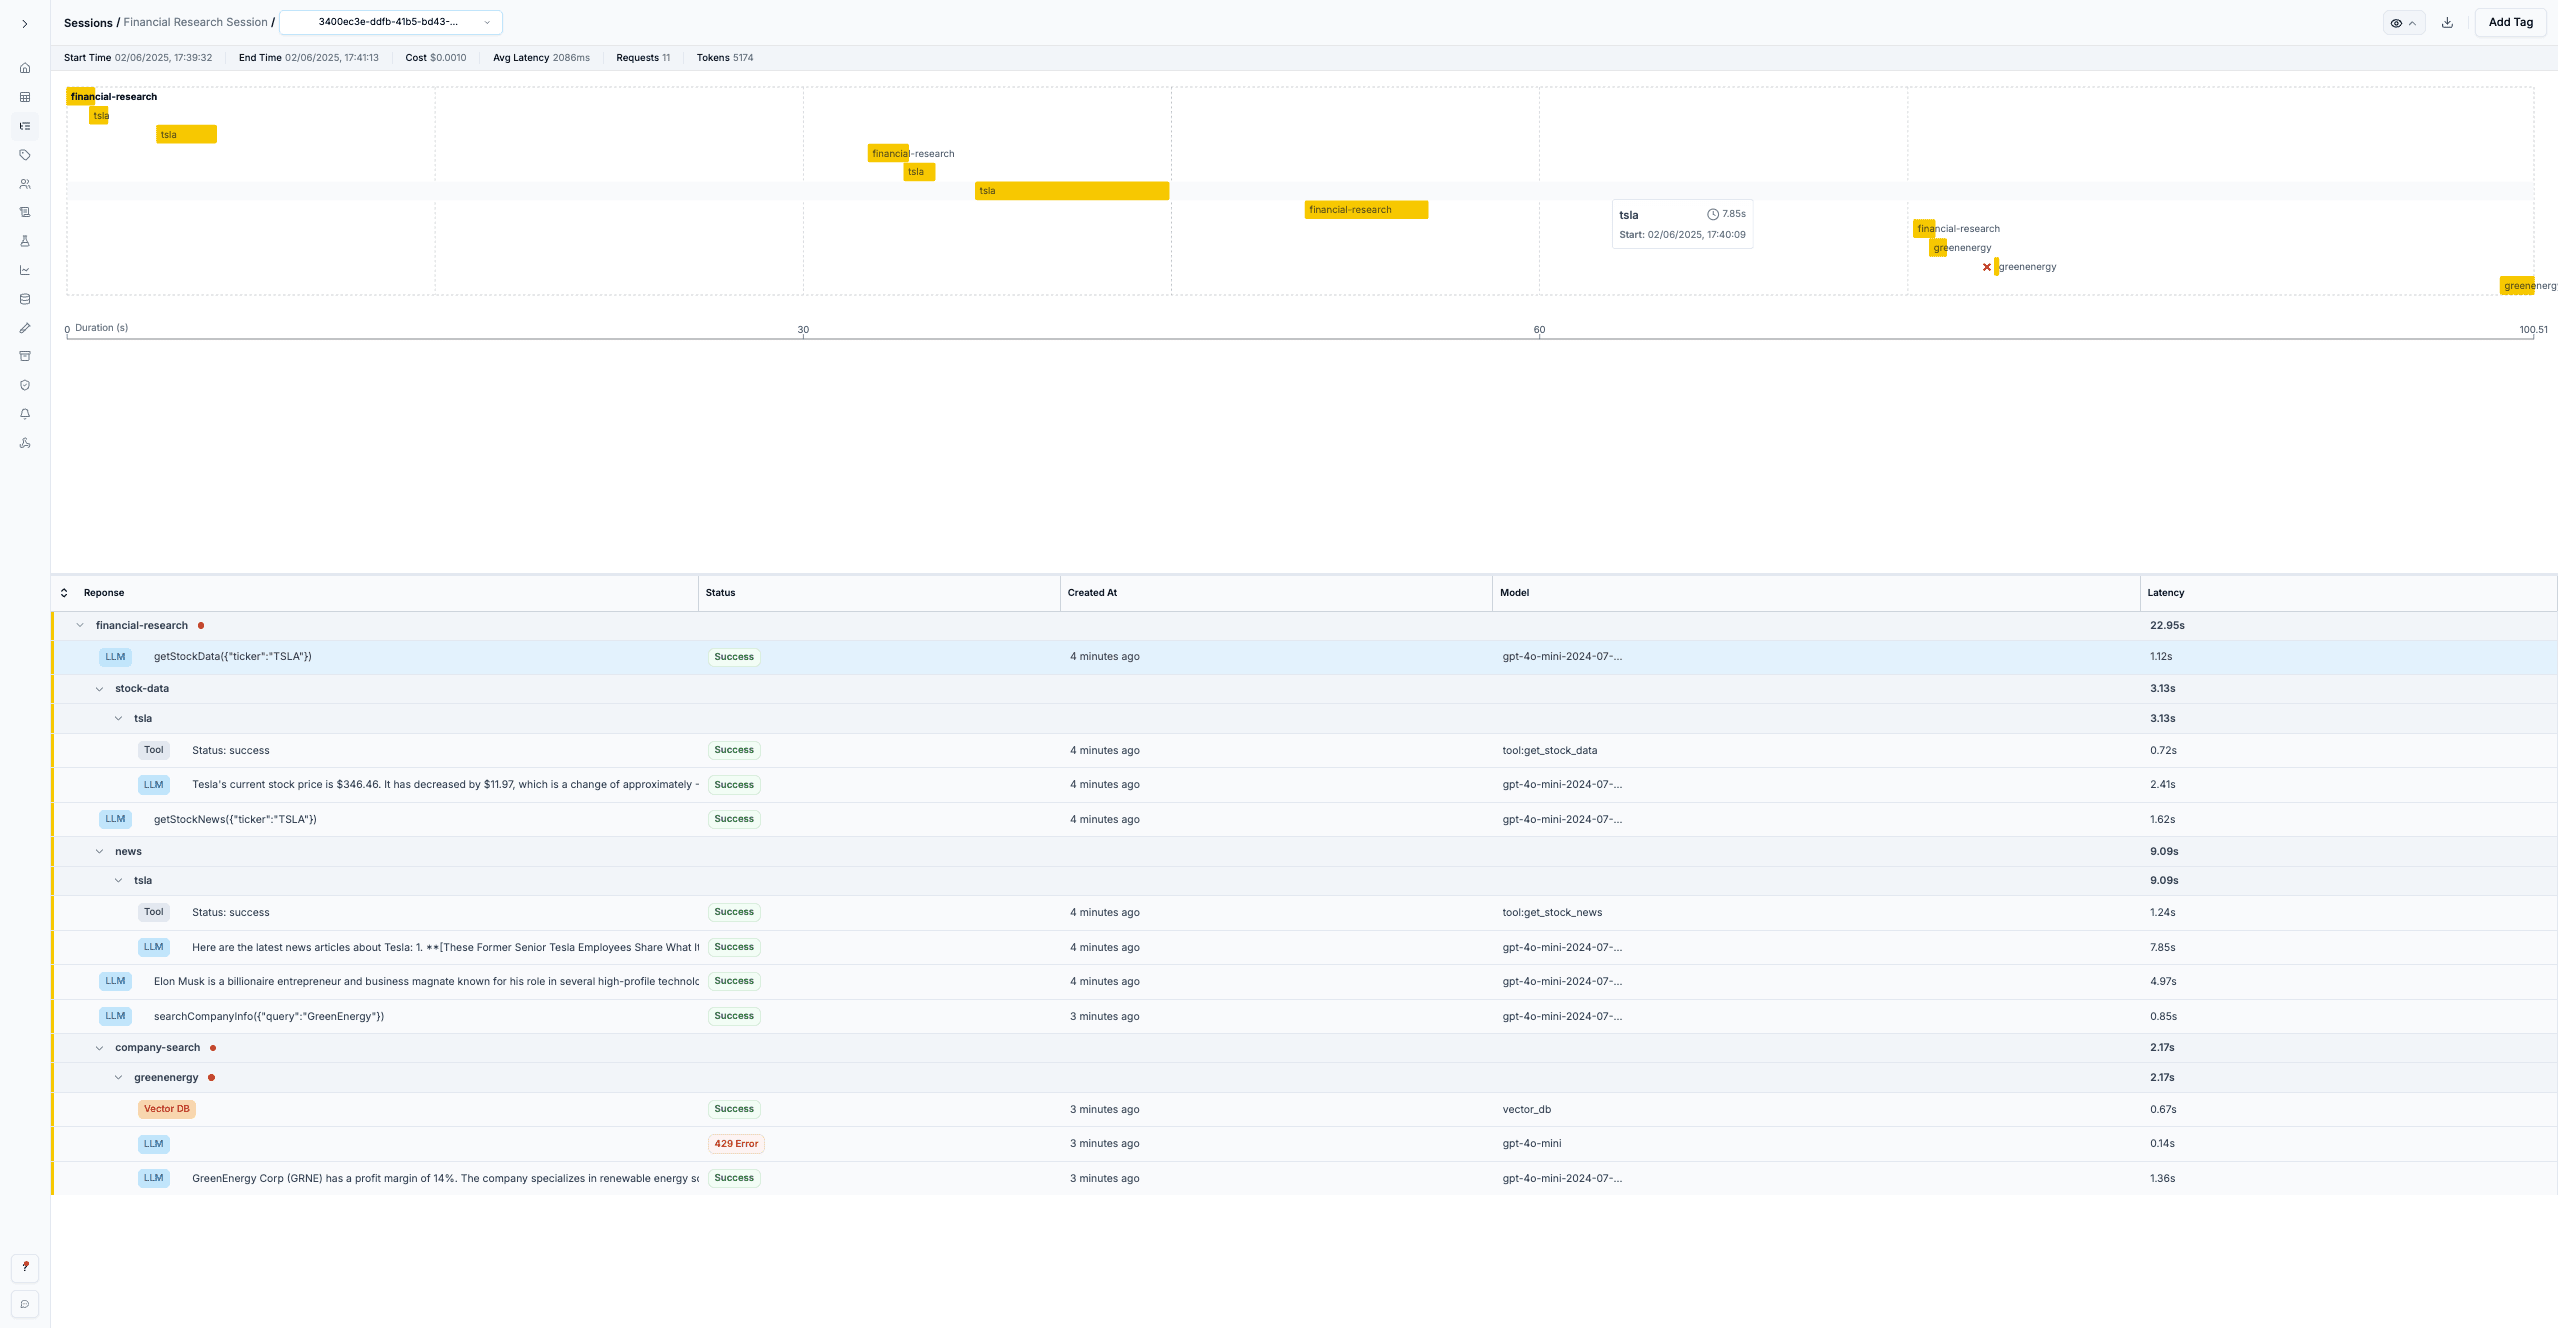 Sessions / Financial Research Session / 3400ec3e-ddfb-41b5-bd43-...
Add Tag
Start Time 02/06/2025, 17:39:32 End Time 02/06/2025, 17:41:13 Cost $0.0010 Avg Latency 2086ms Requests 11 Tokens 5174
financial-research
tsla
tsla
financial-research
tsla
tsla
financial-research
tsla 7.85s
Start: 02/06/2025, 17:40:09
financial-research
greenenergy
greenenergy
greenenergy
0 Duration (s) 30 60 100.51
Reponse Status Created At Model Latency
financial-research 22.95s
LLM getStockData({"ticker":"TSLA"}) Success 4 minutes ago gpt-4o-mini-2024-07-... 1.12s
stock-data 3.13s
tsla 3.13s
Tool Status: success Success 4 minutes ago tool:get_stock_data 0.72s
LLM Tesla's current stock price is $346.46. It has decreased by $11.97, which is a change of approximately - Success 4 minutes ago gpt-4o-mini-2024-07-... 2.41s
LLM getStockNews({"ticker":"TSLA"}) Success 4 minutes ago gpt-4o-mini-2024-07-... 1.62s
news 9.09s
tsla 9.09s
Tool Status: success Success 4 minutes ago tool:get_stock_news 1.24s
LLM Here are the latest news articles about Tesla: 1. **[These Former Senior Tesla Employees Share What It Success 4 minutes ago gpt-4o-mini-2024-07-... 7.85s
LLM Elon Musk is a billionaire entrepreneur and business magnate known for his role in several high-profile technolo Success 4 minutes ago gpt-4o-mini-2024-07-... 4.97s
LLM searchCompanyInfo({"query":"GreenEnergy"}) Success 3 minutes ago gpt-4o-mini-2024-07-... 0.85s
company-search 2.17s
greenenergy 2.17s
Vector DB Success 3 minutes ago vector_db 0.67s
LLM 429 Error 3 minutes ago gpt-4o-mini 0.14s
LLM GreenEnergy Corp (GRNE) has a profit margin of 14%. The company specializes in renewable energy so Success 3 minutes ago gpt-4o-mini-2024-07-... 1.36s